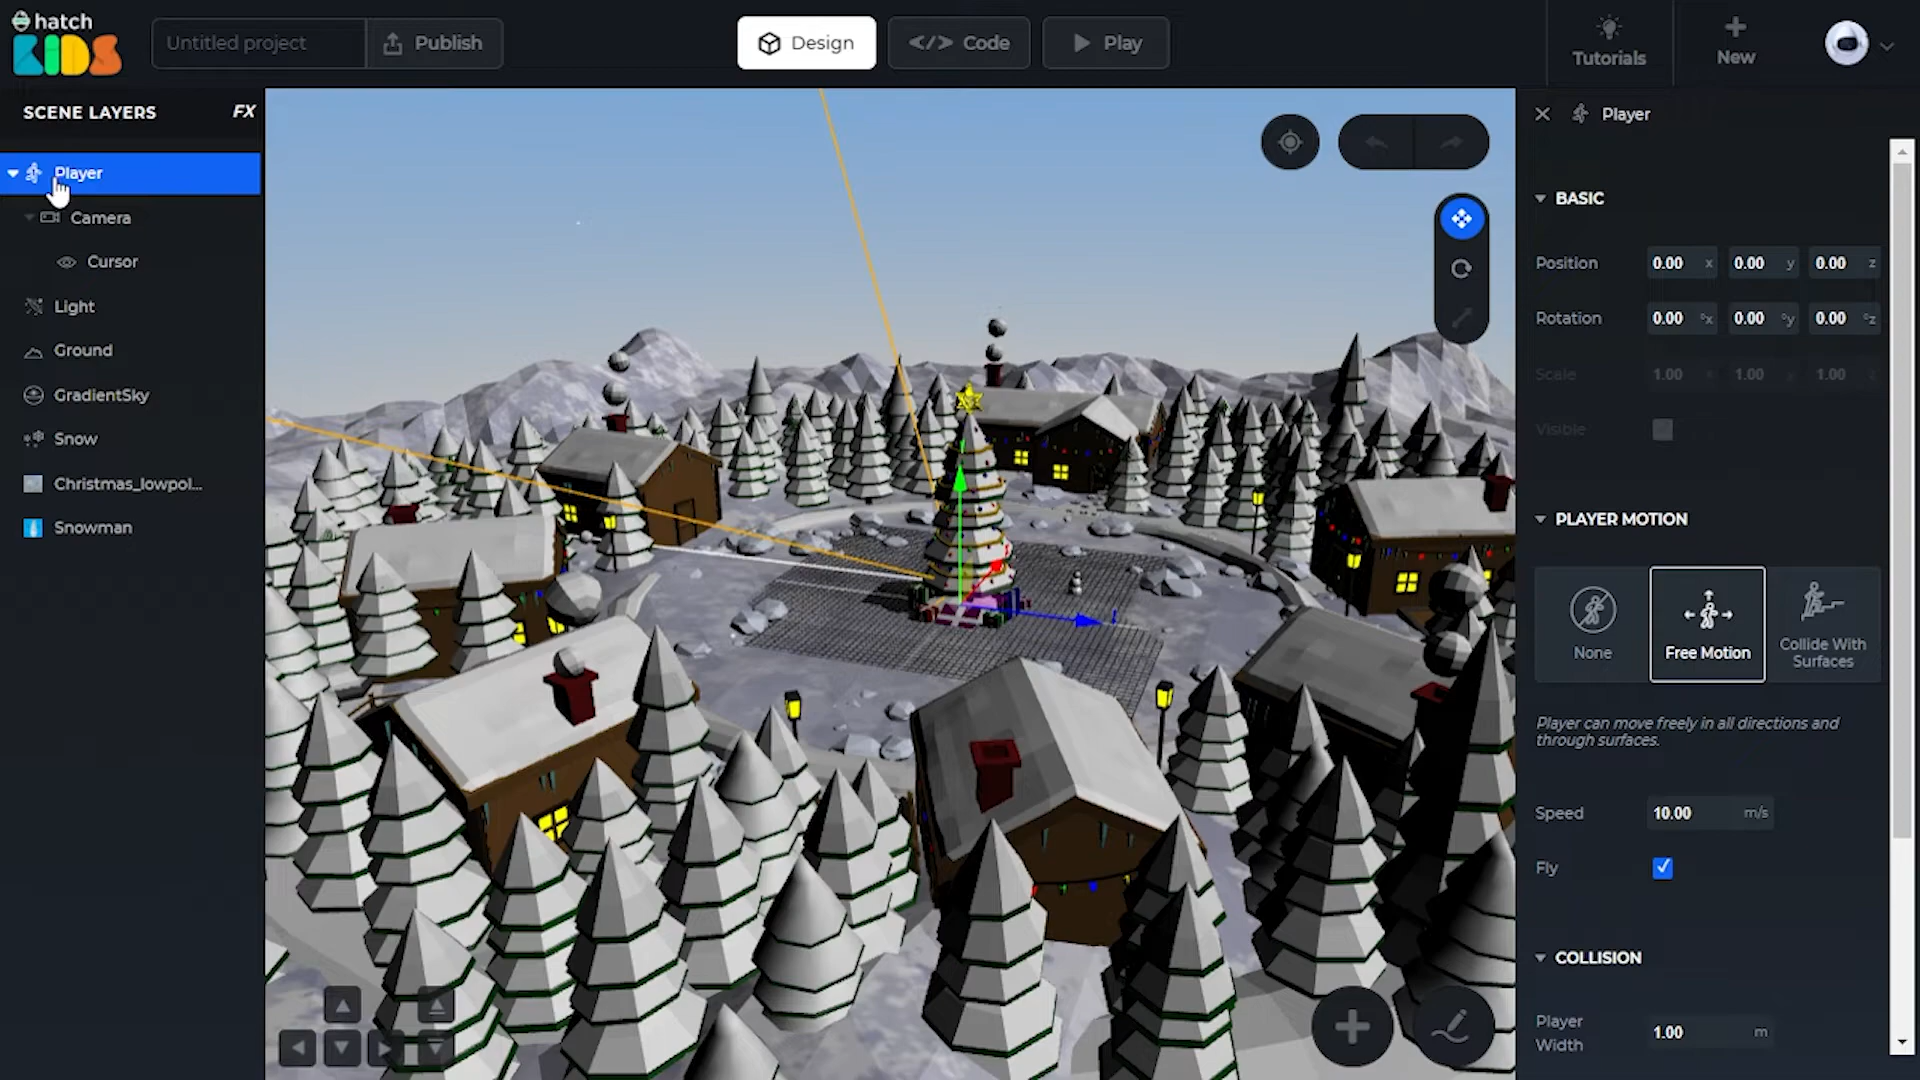 hatch
KIDS
Untitled project
Publish
Design
</> Code
Play
Tutorials
New
SCENE LAYERS
FX
Player
Camera
Cursor
Light
Ground
GradientSky
Snow
Christmas_lowpol...
Snowman
Player
BASIC
Position 0.00 x 0.00 y 0.00 z
Rotation 0.00 °x 0.00 °y 0.00 °z
Scale 1.00 x 1.00 y 1.00 z
Visible
PLAYER MOTION
None
Free Motion
Collide With
Surfaces
Player can move freely in all directions and
through surfaces.
Speed 10.00 m/s
Fly
COLLISION
Player
Width
1.00 m